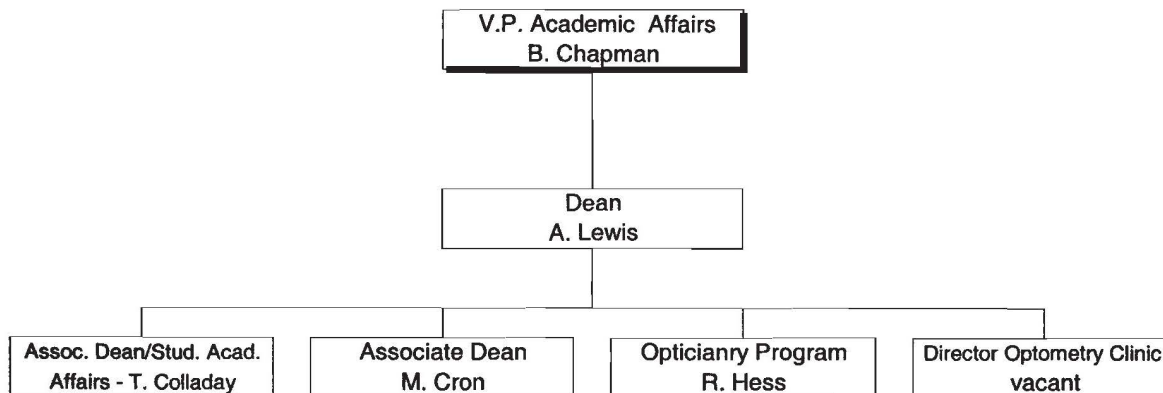 V.P. Academic Affairs
B. Chapman
Dean
A. Lewis
Assoc. Dean/Stud. Acad.
Affairs - T. Colladay
Associate Dean
M. Cron
Opticianry Program
R. Hess
Director Optometry Clinic
vacant